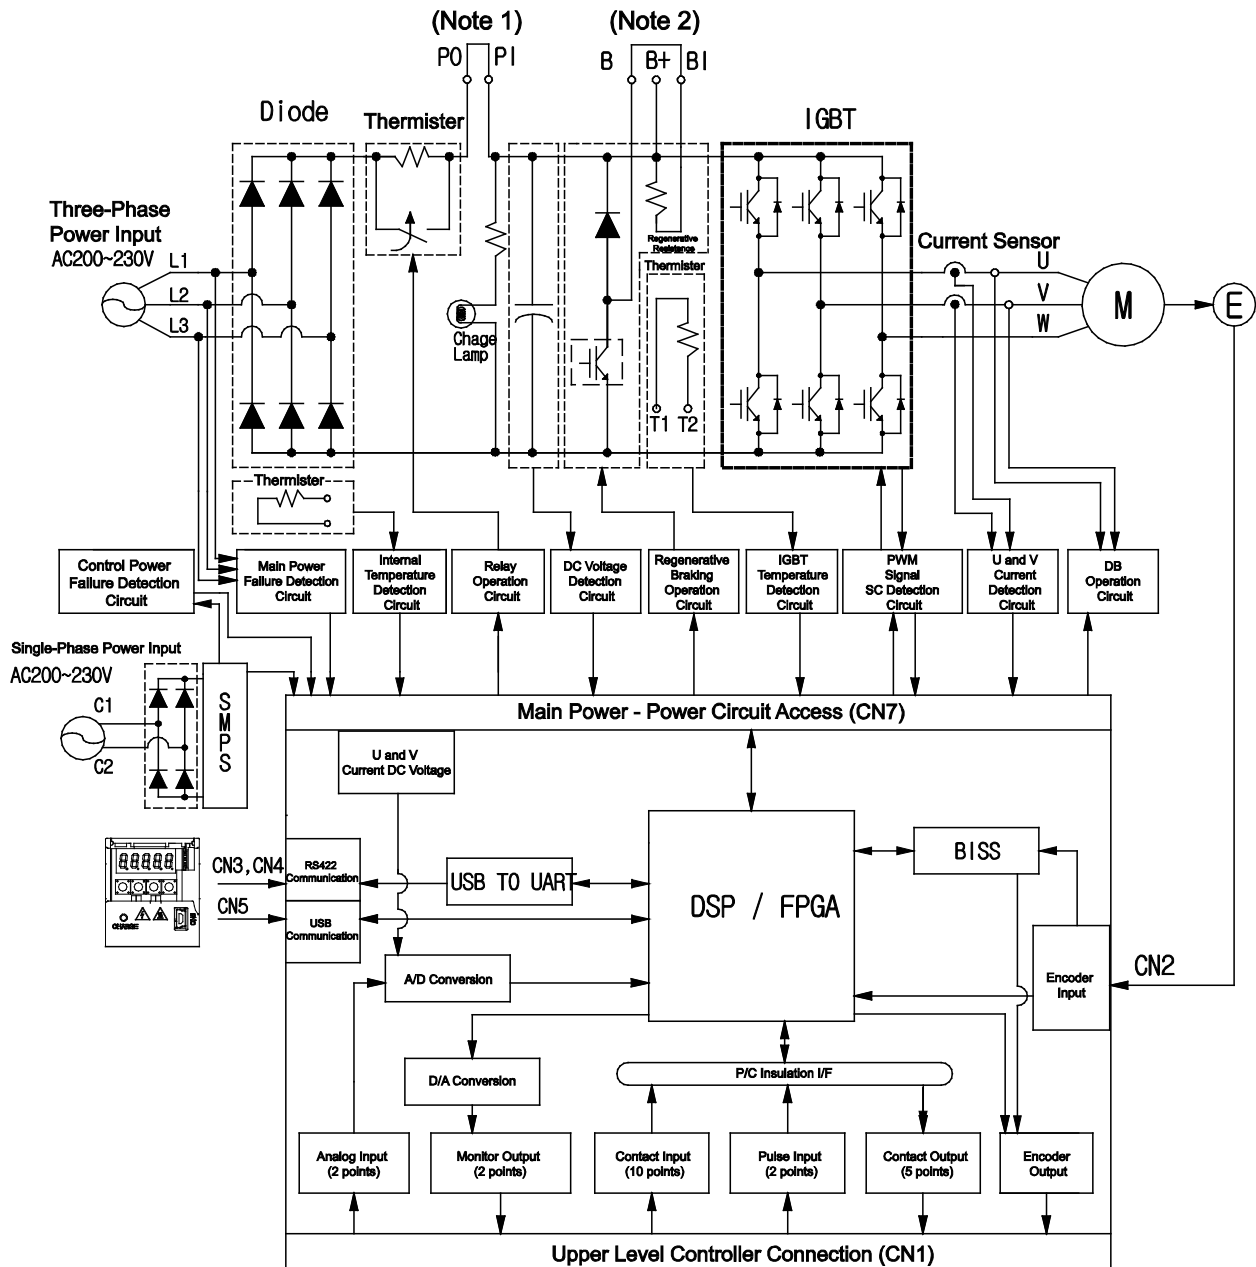 (Note 1)
(Note 2)
PO
PI
B
B+
BI
Diode
Thermister
IGBT
Three-Phase
Power Input
AC200~230V
L1
L2
L3
Chage
Lamp
Regenerative
Resistance
Thermister
T1
T2
Current Sensor
U
V
W
M
E
Thermister
Control Power
Failure Detection
Circuit
Main Power
Failure Detection
Circuit
Internal
Temperature
Detection
Circuit
Relay
Operation
Circuit
DC Voltage
Detection
Circuit
Regenerative
Braking
Operation
Circuit
IGBT
Temperature
Detection
Circuit
PWM
Signal
SC Detection
Circuit
U and V
Current
Detection
Circuit
DB
Operation
Circuit
Single-Phase Power Input
AC200~230V
C1
C2
SMPS
Main Power - Power Circuit Access (CN7)
U and V
Current DC Voltage
CHARGE
CN3,CN4
CN5
RS422
Communication
USB
Communication
USB TO UART
DSP / FPGA
BISS
A/D Conversion
Encoder
Input
CN2
D/A Conversion
P/C Insulation I/F
Analog Input
(2 points)
Monitor Output
(2 points)
Contact Input
(10 points)
Pulse Input
(2 points)
Contact Output
(5 points)
Encoder
Output
Upper Level Controller Connection (CN1)